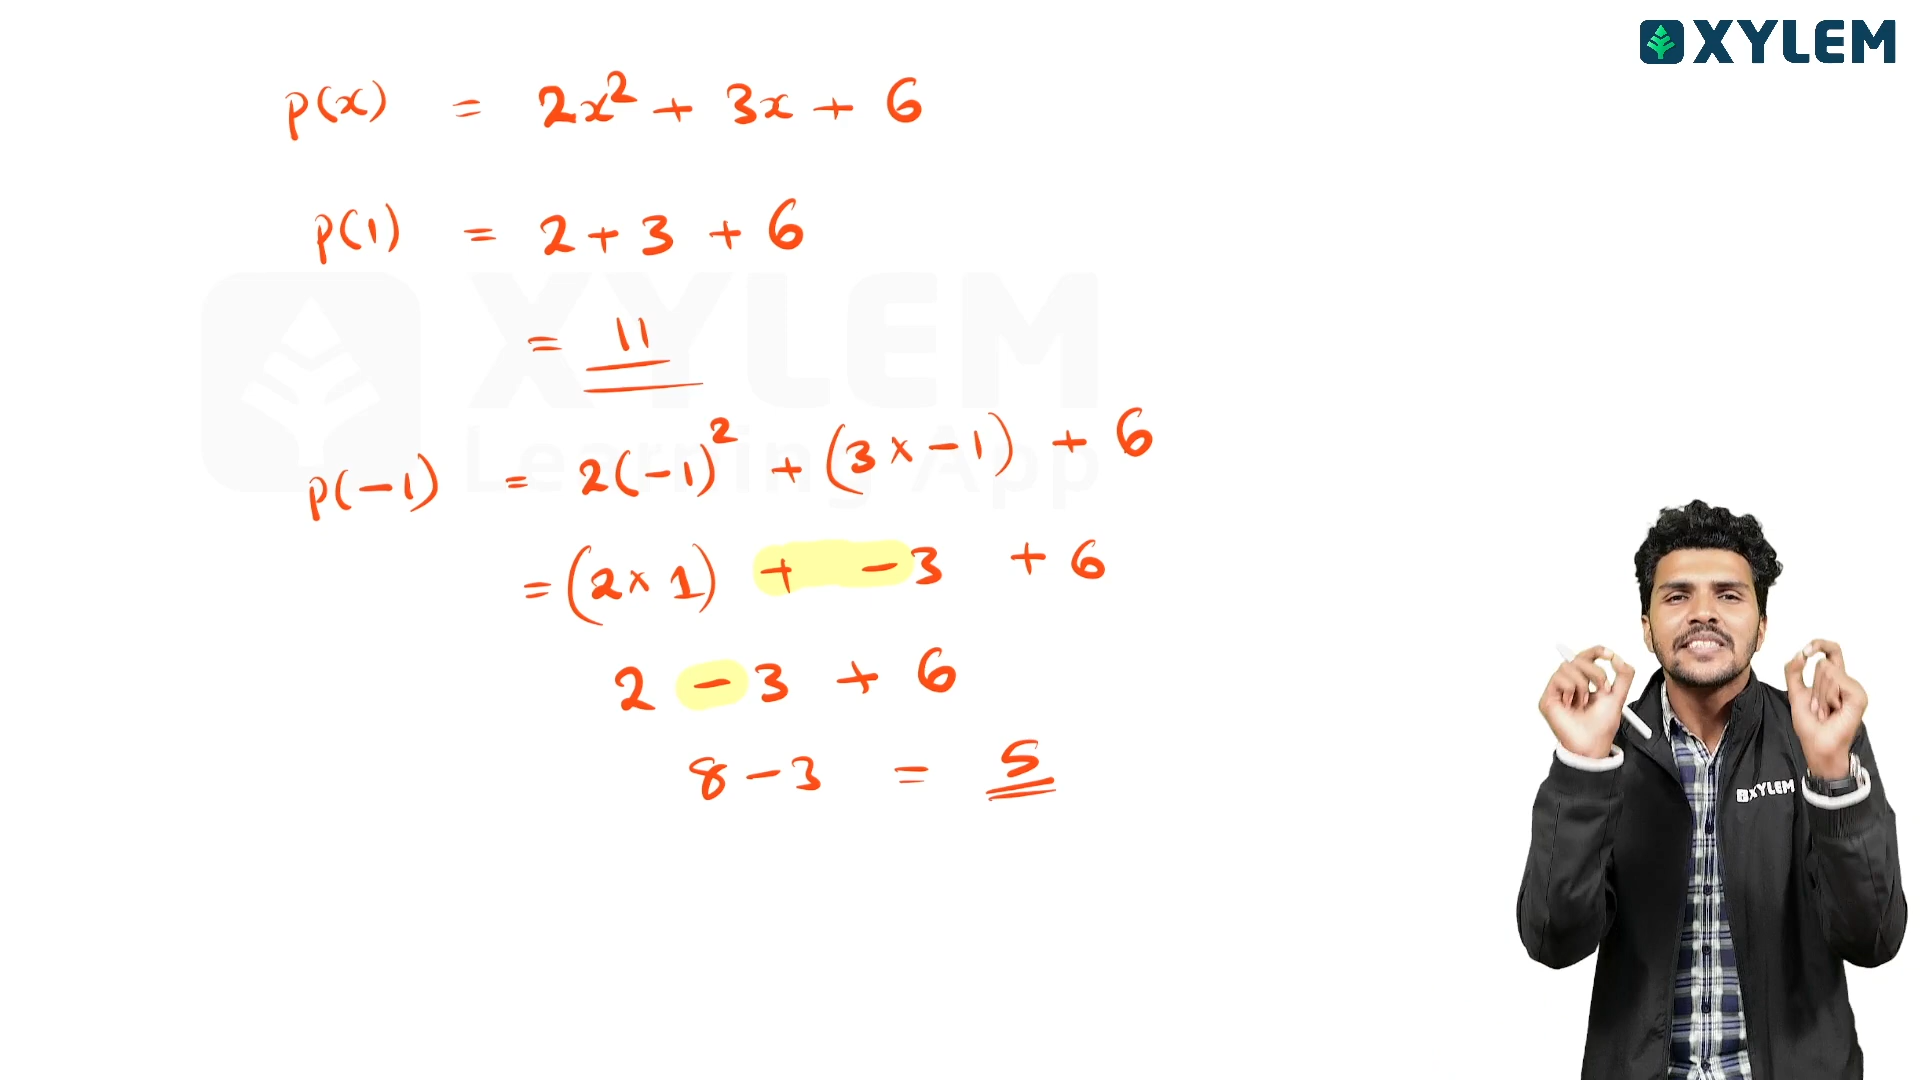 XYLEM
p(x) = 2x² + 3x + 6
p(1) = 2 + 3 + 6
= 11
p(-1) = 2(-1)² + (3 x -1) + 6
= (2 x 1) + -3 + 6
2 - 3 + 6
8 - 3 = 5
XYLEM
Learning App
XYLEM